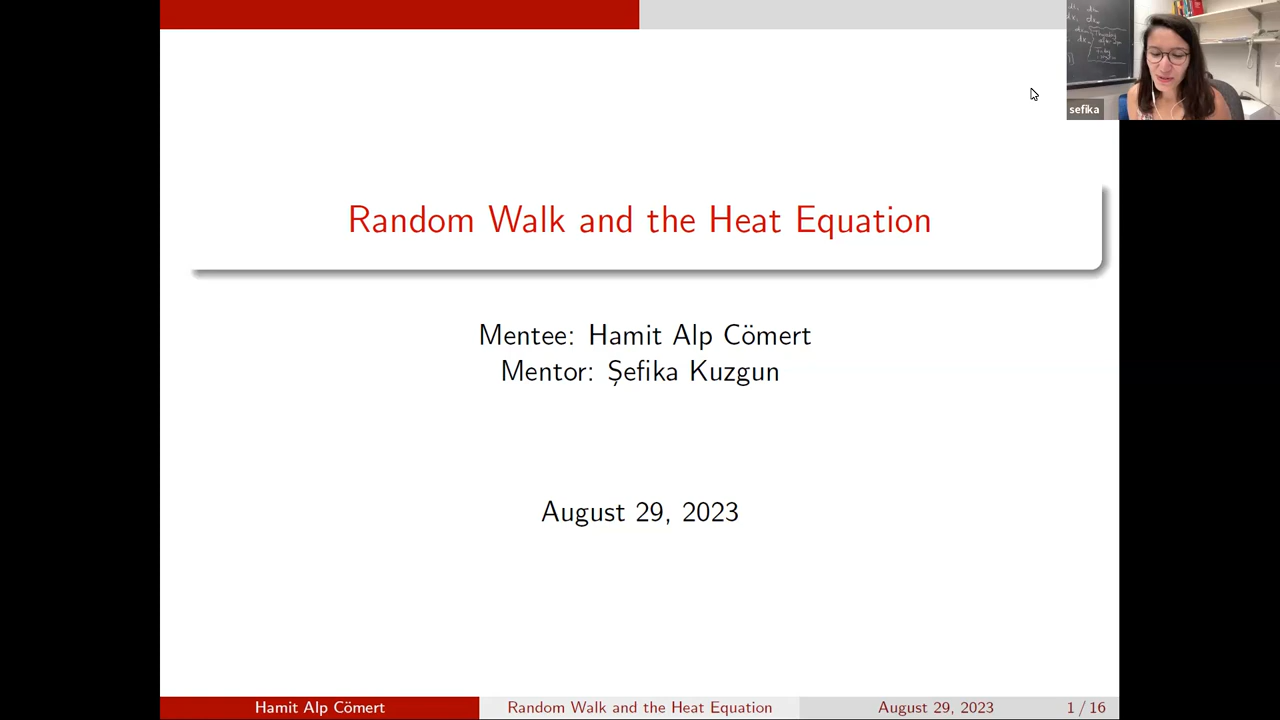 sefika
Random Walk and the Heat Equation
Mentee: Hamit Alp Cömert
Mentor: Şefika Kuzgun
August 29, 2023
Hamit Alp Cömert
Random Walk and the Heat Equation
August 29, 2023
1 / 16